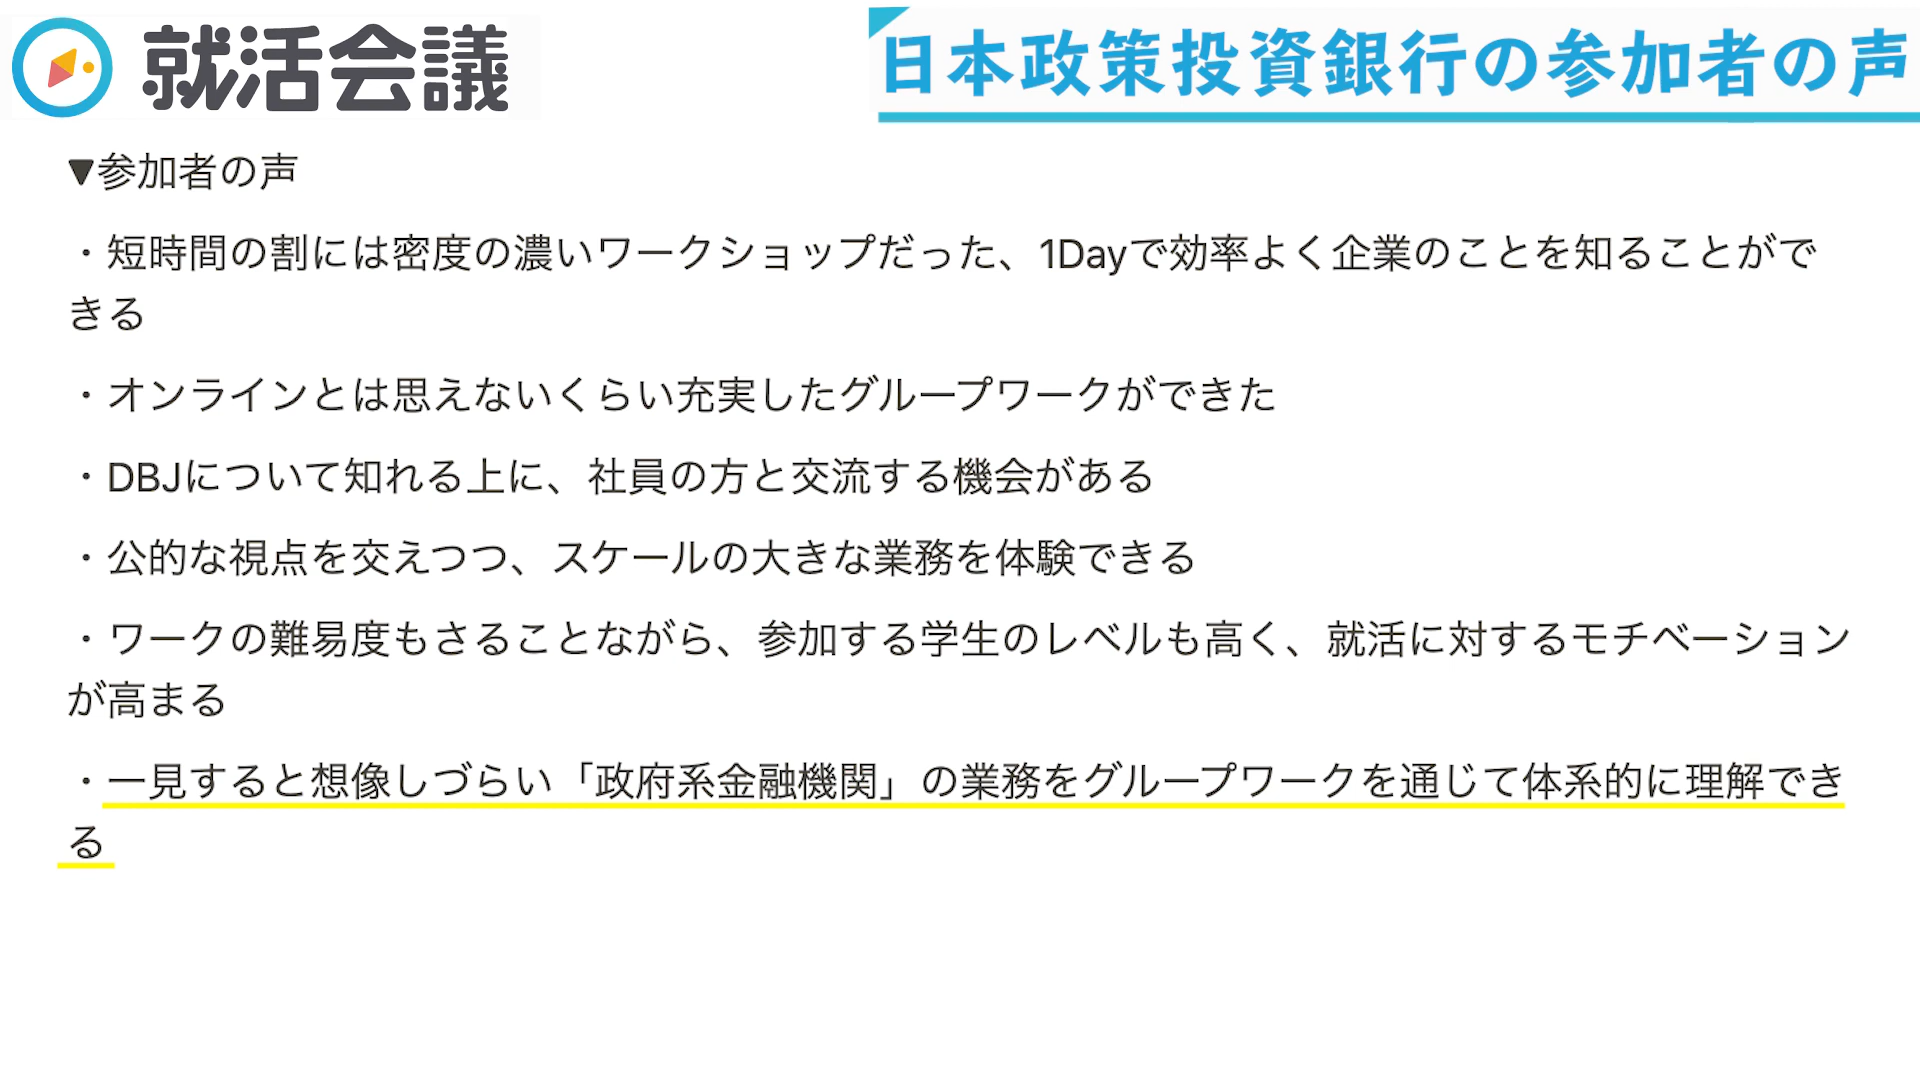 就活会議
日本政策投資銀行の参加者の声
▼参加者の声
・短時間の割には密度の濃いワークショップだった、1Dayで効率よく企業のことを知ることがで
きる
・オンラインとは思えないくらい充実したグループワークができた
・DBJについて知れる上に、社員の方と交流する機会がある
・公的な視点を交えつつ、スケールの大きな業務を体験できる
・ワークの難易度もさることながら、参加する学生のレベルも高く、就活に対するモチベーション
が高まる
・一見すると想像しづらい「政府系金融機関」の業務をグループワークを通じて体系的に理解でき
る